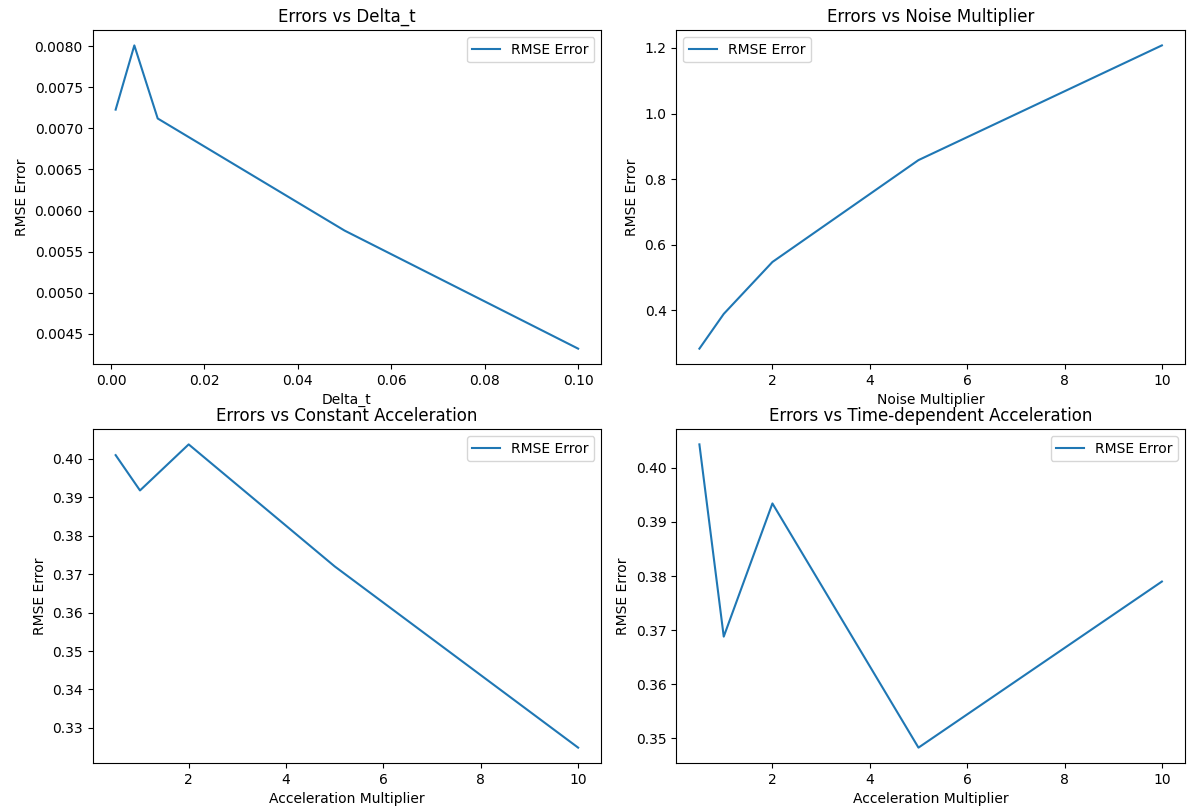 Errors vs Delta_t
RMSE Error
0.0080
0.0075
0.0070
0.0065
0.0060
0.0055
0.0050
0.0045
RMSE Error
0.00 0.02 0.04 0.06 0.08 0.10
Delta_t
Errors vs Noise Multiplier
RMSE Error
1.2
1.0
0.8
0.6
0.4
RMSE Error
2 4 6 8 10
Noise Multiplier
Errors vs Constant Acceleration
RMSE Error
0.40
0.39
0.38
0.37
0.36
0.35
0.34
0.33
RMSE Error
2 4 6 8 10
Acceleration Multiplier
Errors vs Time-dependent Acceleration
RMSE Error
0.40
0.39
0.38
0.37
0.36
0.35
RMSE Error
2 4 6 8 10
Acceleration Multiplier